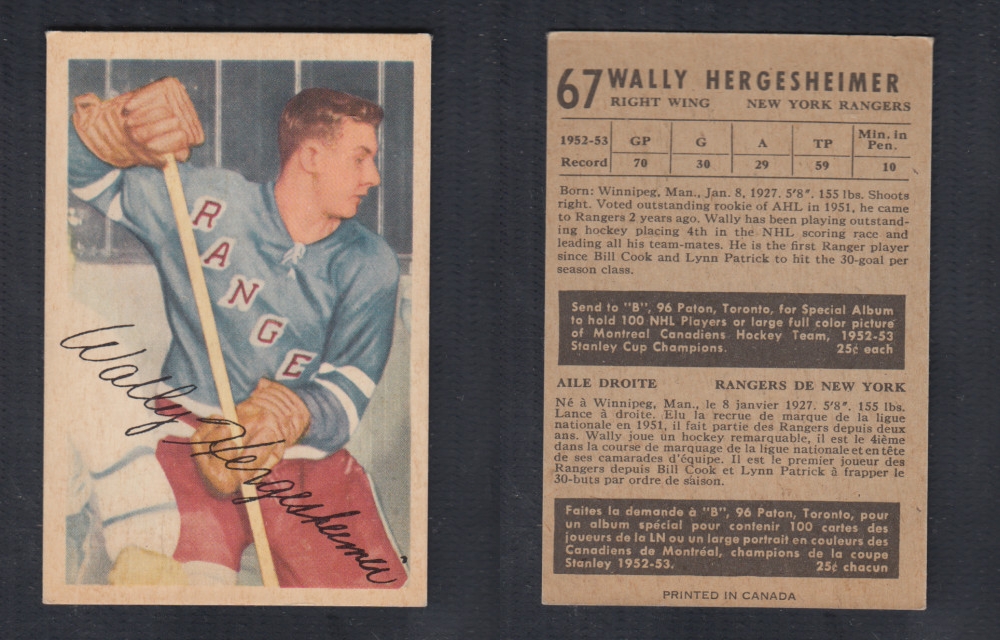 RANGE
Wally Hergesheimer
67 WALLY HERGESHEIMER
RIGHT WING NEW YORK RANGERS
1952-53 GP G A TP Min. in Pen.
Record 70 30 29 59 10
Born: Winnipeg, Man., Jan. 8, 1927. 5'8". 155 lbs. Shoots
right. Voted outstanding rookie of AHL in 1951, he came
to Rangers 2 years ago. Wally has been playing outstand-
ing hockey placing 4th in the NHL scoring race and
leading all his team-mates. He is the first Ranger player
since Bill Cook and Lynn Patrick to hit the 30-goal per
season class.
Send to "B", 96 Paton, Toronto, for Special Album
to hold 100 NHL Players or large full color picture
of Montreal Canadiens Hockey Team, 1952-53
Stanley Cup Champions. 25¢ each
AILE DROITE RANGERS DE NEW YORK
Né à Winnipeg, Man., le 8 janvier 1927. 5'8". 155 lbs.
Lance à droite. Elu la recrue de marque de la ligue
nationale en 1951, il fait partie des Rangers depuis deux
ans. Wally joue un hockey remarquable, il est le 4ième
dans la course de marquage de la ligue nationale et en tête
de ses camarades d'équipe. Il est le premier joueur des
Rangers depuis Bill Cook et Lynn Patrick à frapper le
30-buts par ordre de saison.
Faites la demande à "B", 96 Paton, Toronto, pour
un album spécial pour contenir 100 cartes des
joueurs de la LN ou un large portrait en couleurs des
Canadiens de Montréal, champions de la coupe
Stanley 1952-53. 25¢ chacun
PRINTED IN CANADA